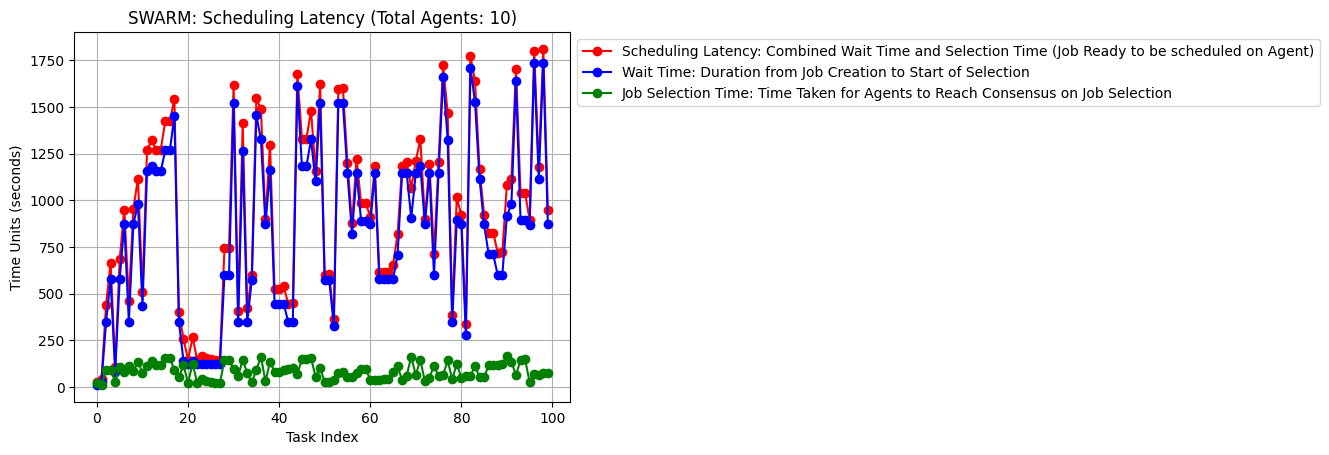 SWARM: Scheduling Latency (Total Agents: 10)
Scheduling Latency: Combined Wait Time and Selection Time (Job Ready to be scheduled on Agent)
Wait Time: Duration from Job Creation to Start of Selection
Job Selection Time: Time Taken for Agents to Reach Consensus on Job Selection
Time Units (seconds)
1750
1500
1250
1000
750
500
250
0
0 20 40 60 80 100
Task Index